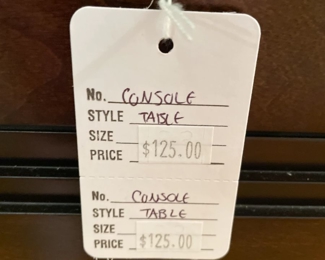 No. CONSOLE
STYLE TABLE
SIZE
PRICE $125.00
No. CONSOLE
STYLE TABLE
SIZE
PRICE $125.00